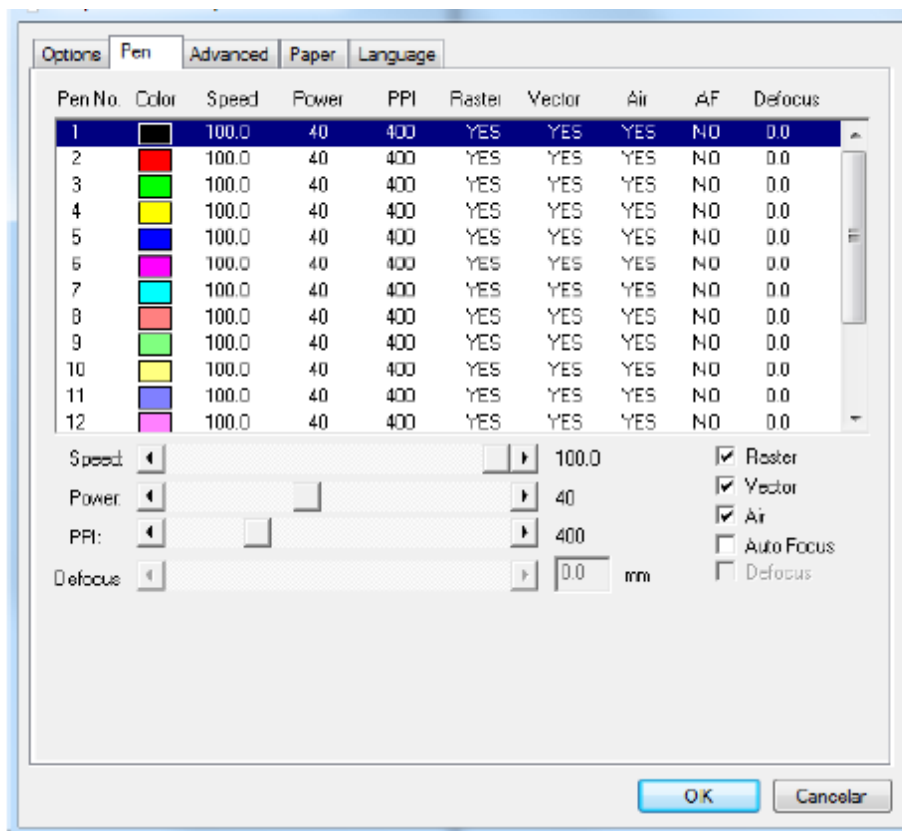 Options Pen Advanced Paper Language
Pen No. Color Speed Power PPI Raster Vector Air AF Defocus
1 100.0 40 400 YES YES YES NO 0.0
2 100.0 40 400 YES YES YES NO 0.0
3 100.0 40 400 YES YES YES NO 0.0
4 100.0 40 400 YES YES YES NO 0.0
5 100.0 40 400 YES YES YES NO 0.0
6 100.0 40 400 YES YES YES NO 0.0
7 100.0 40 400 YES YES YES NO 0.0
8 100.0 40 400 YES YES YES NO 0.0
9 100.0 40 400 YES YES YES NO 0.0
10 100.0 40 400 YES YES YES NO 0.0
11 100.0 40 400 YES YES YES NO 0.0
12 100.0 40 400 YES YES YES NO 0.0
Speed: 100.0 Raster
Power: 40 Vector
Air
PPI: 400
Auto Focus
Defocus 0.0 mm Defocus
OK Cancelar